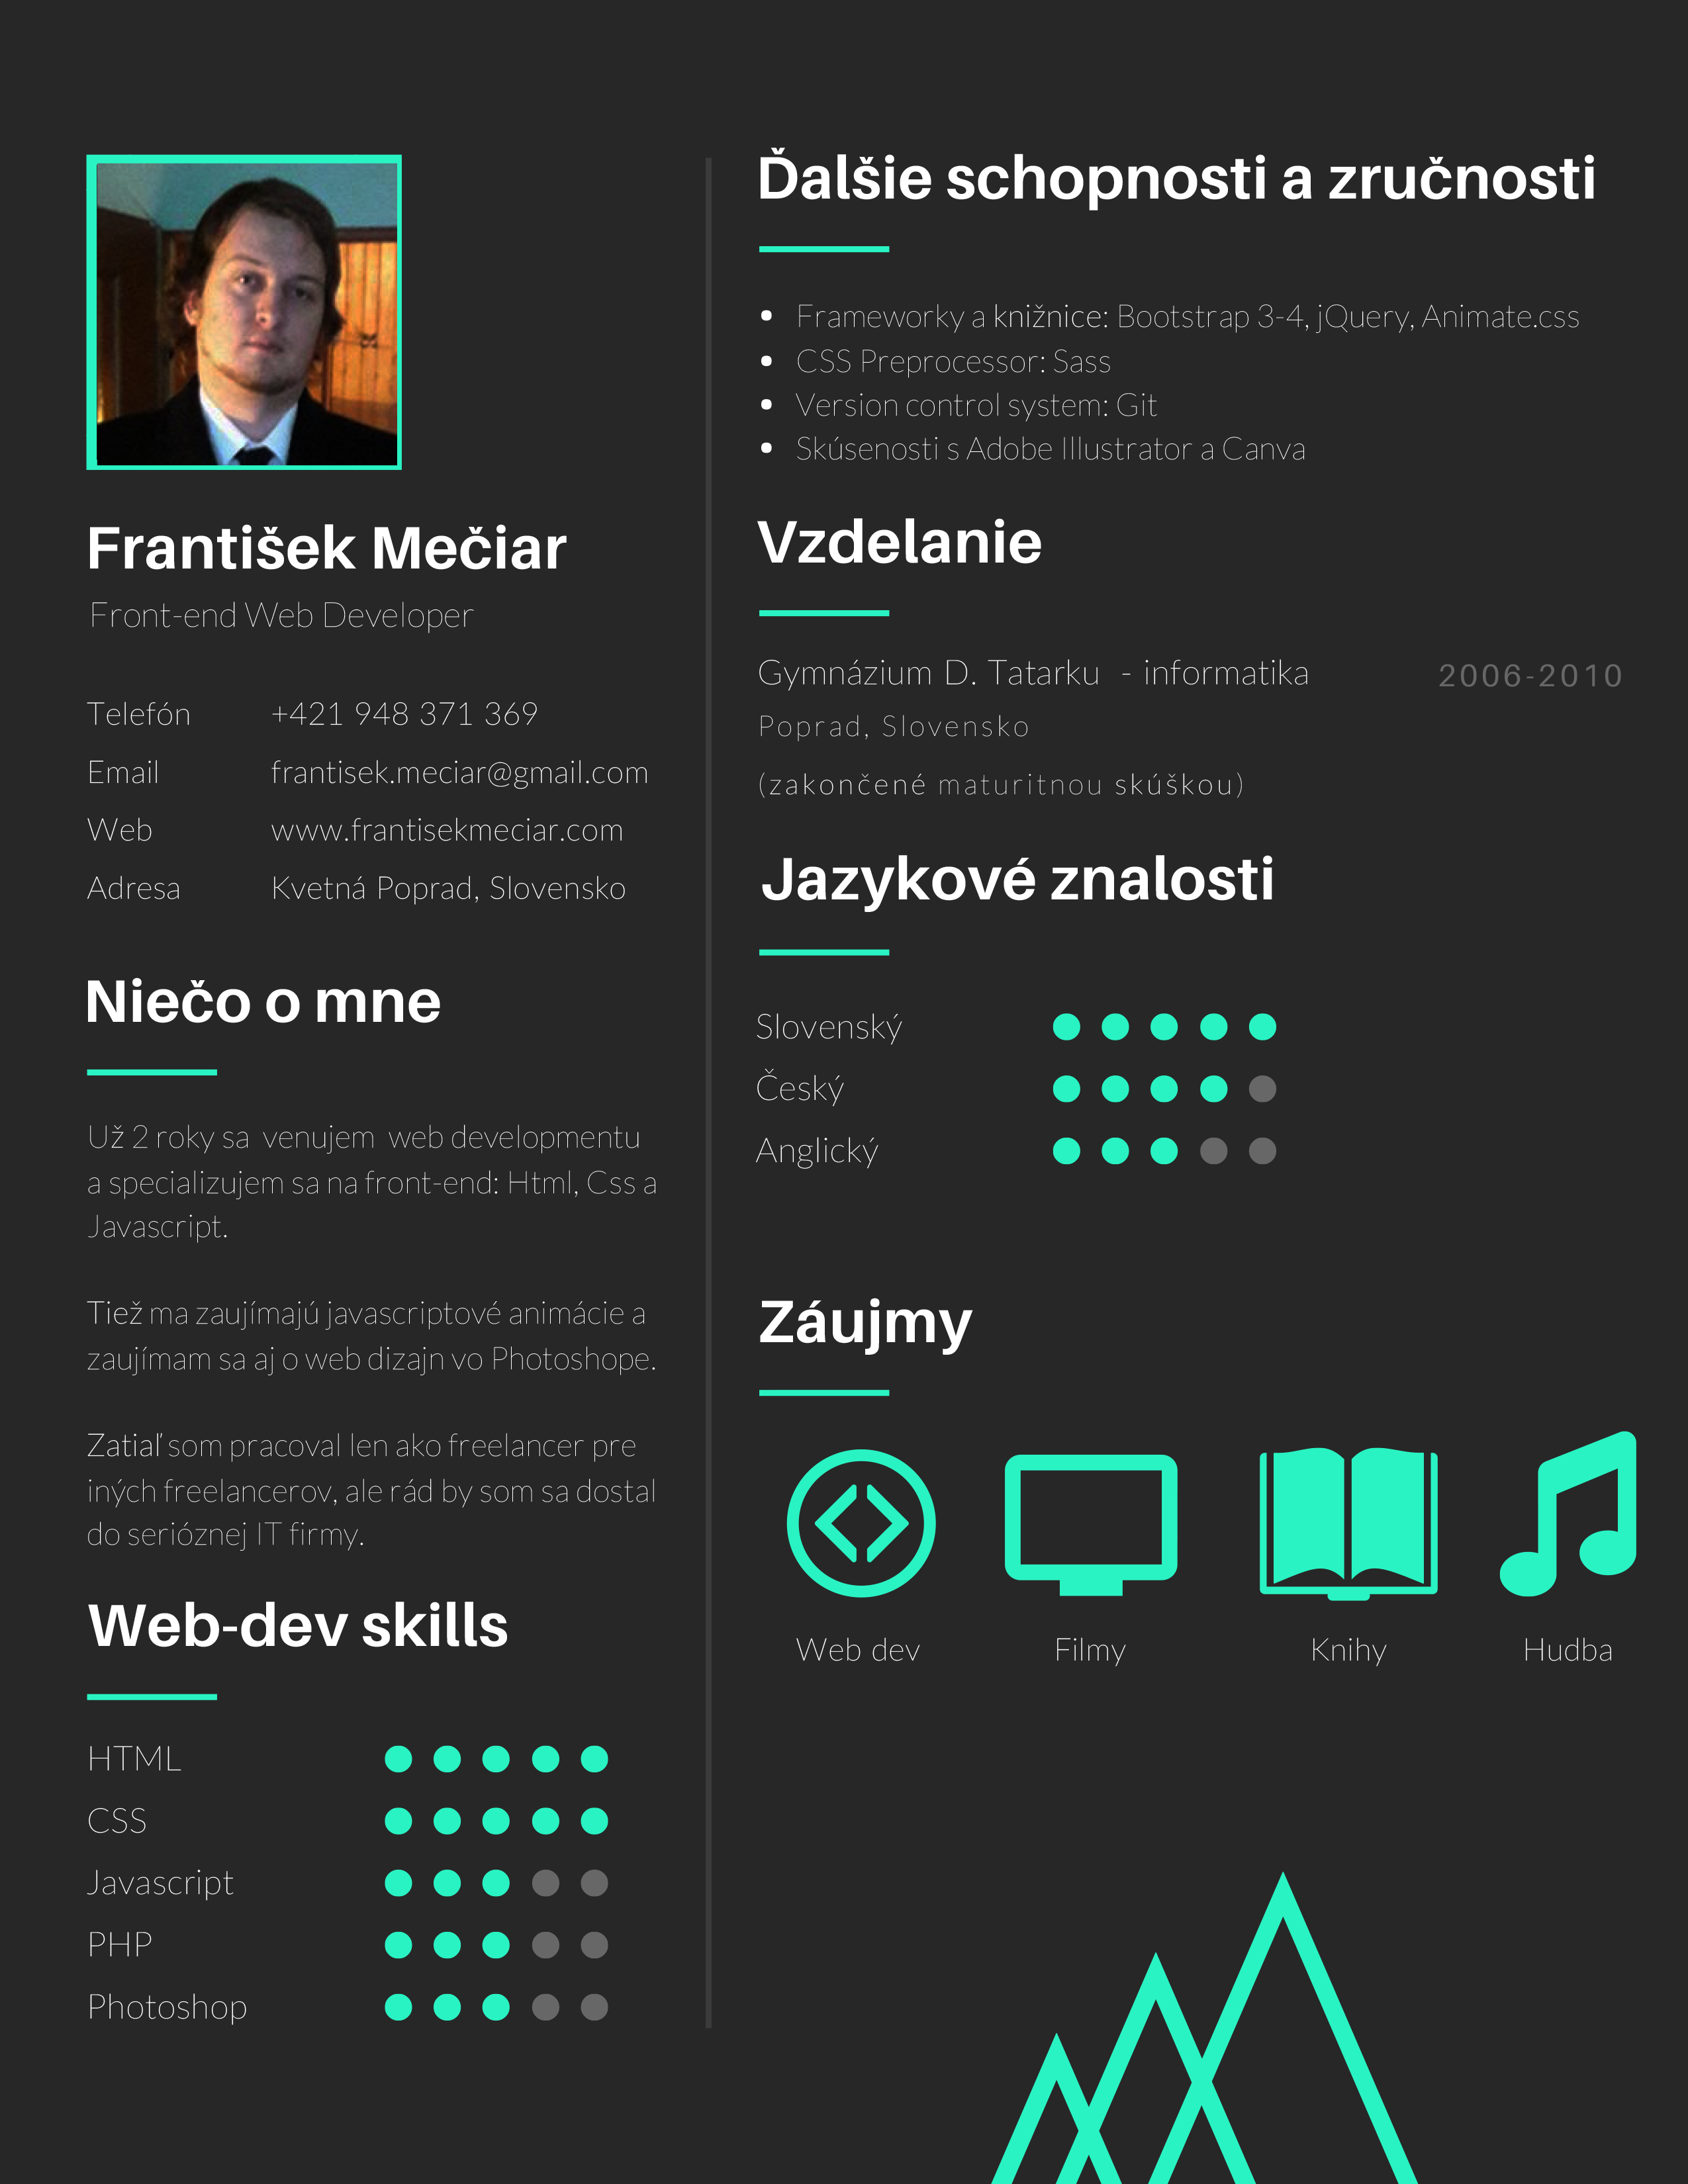 František Mečiar
Front-end Web Developer
Telefón +421 948 371 369
Email frantisek.meciar@gmail.com
Web www.frantisekmeciar.com
Adresa Kvetná Poprad, Slovensko
Niečo o mne
Už 2 roky sa venujem web developmentu
a specializujem sa na front-end: Html, Css a
Javascript.
Tiež ma zaujímajú javascriptové animácie a
zaujímam sa aj o web dizajn vo Photoshope.
Zatiaľ som pracoval len ako freelancer pre
iných freelancerov, ale rád by som sa dostal
do serióznej IT firmy.
Web-dev skills
HTML
CSS
Javascript
PHP
Photoshop
Ďalšie schopnosti a zručnosti
• Frameworky a knižnice: Bootstrap 3-4, jQuery, Animate.css
• CSS Preprocessor: Sass
• Version control system: Git
• Skúsenosti s Adobe Illustrator a Canva
Vzdelanie
Gymnázium D. Tatarku - informatika 2006-2010
Poprad, Slovensko
(zakončené maturitnou skúškou)
Jazykové znalosti
Slovenský
Český
Anglický
Záujmy
Web dev Filmy Knihy Hudba